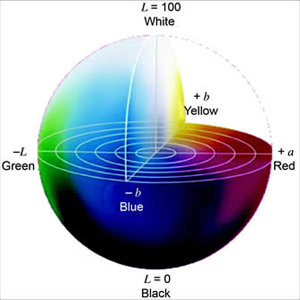 L = 100
White
+ b
Yellow
–L
Green
+ a
Red
– b
Blue
L = 0
Black